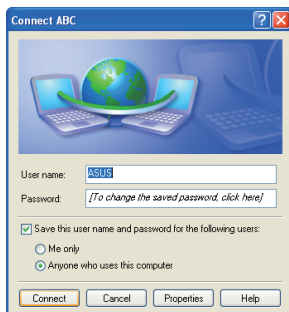 Connect ABC
User name: ASUS
Password: [To change the saved password, click here]
Save this user name and password for the following users:
Me only
Anyone who uses this computer
Connect Cancel Properties Help